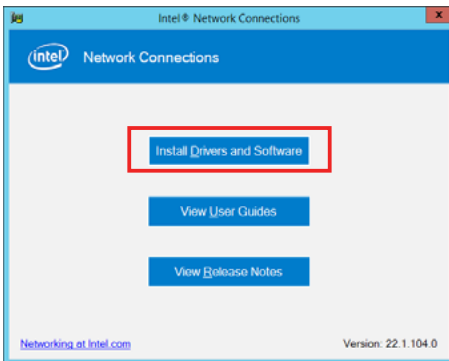 Intel® Network Connections
x
intel Network Connections
Install Drivers and Software
View User Guides
View Release Notes
Networking at Intel.com Version: 22.1.104.0